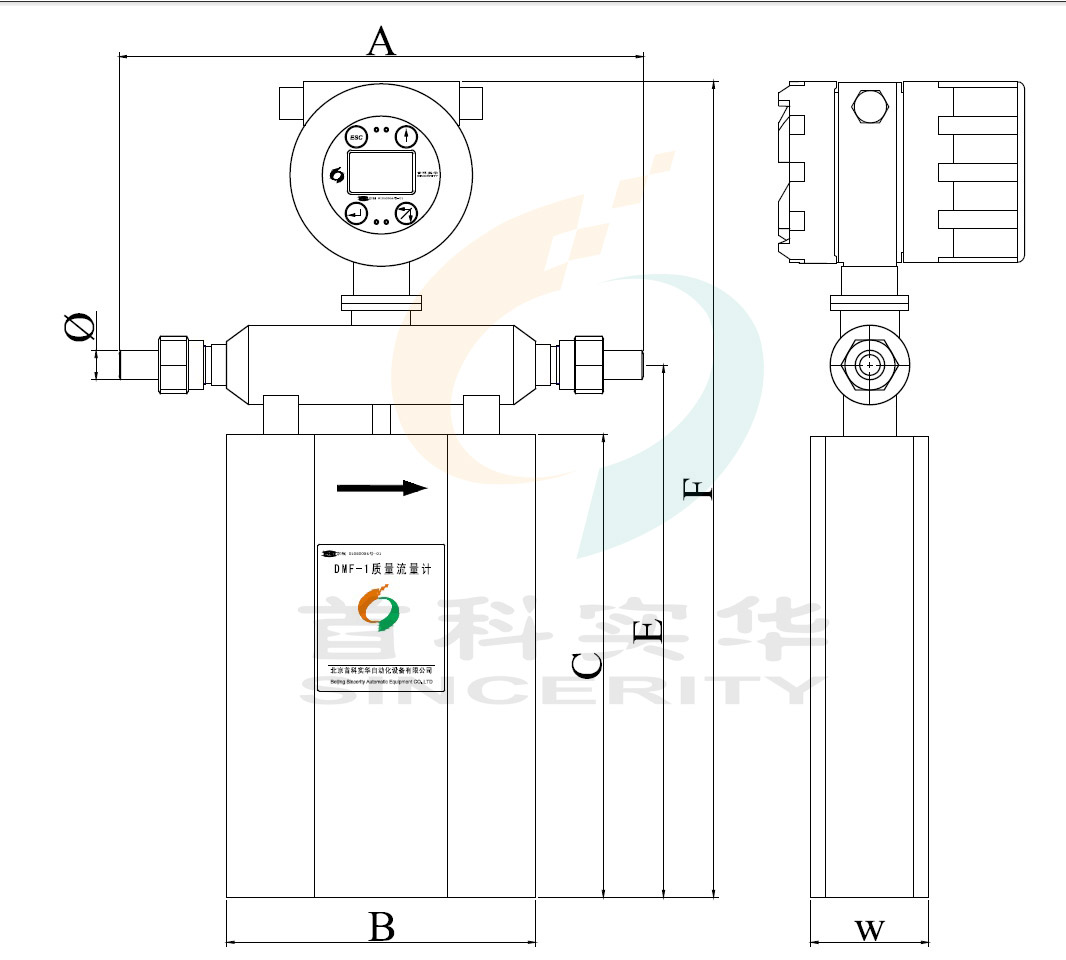 A
ESC
SINCERITY
Ø
F
DMF-1质量流量计
首科实华
E
C
北京首科实华自动化设备有限公司
Beijing Sincerity Automatic Equipment CO,.LTD
SINCERITY
B
w